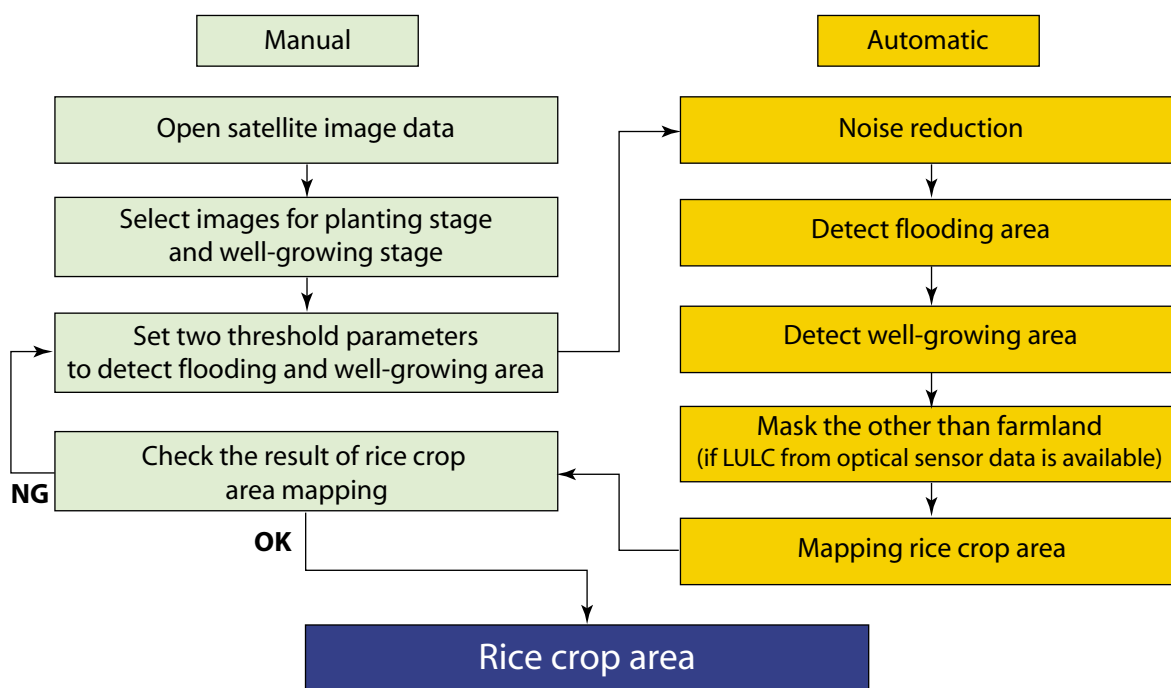 Manual
Open satellite image data
Select images for planting stage
and well-growing stage
Set two threshold parameters
to detect flooding and well-growing area
Check the result of rice crop
area mapping
NG
OK
Automatic
Noise reduction
Detect flooding area
Detect well-growing area
Mask the other than farmland
(if LULC from optical sensor data is available)
Mapping rice crop area
Rice crop area